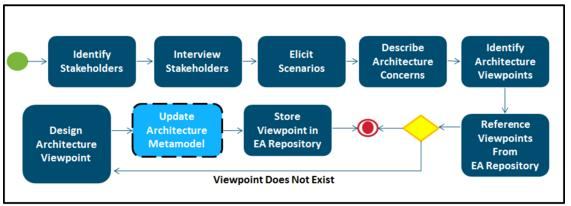 Identify
Stakeholders
Interview
Stakeholders
Elicit
Scenarios
Describe
Architecture
Concerns
Identify
Architecture
Viewpoints
Design
Architecture
Viewpoint
Update
Architecture
Metamodel
Store
Viewpoint in
EA Repository
Reference
Viewpoints
From
EA Repository
Viewpoint Does Not Exist